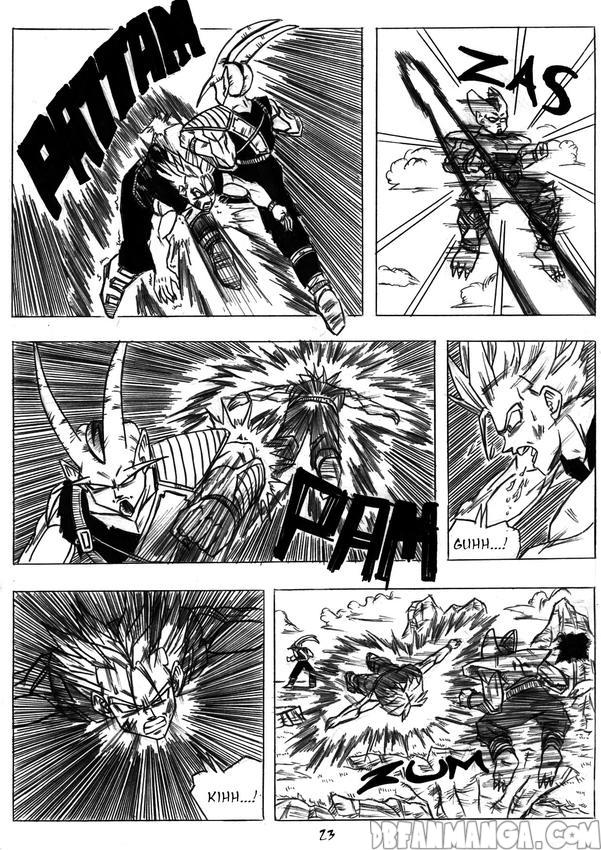 PATTAM
ZAS
PAM
GUHH...!
KIHH...!
ZUM
23
DBFANMANGA.COM